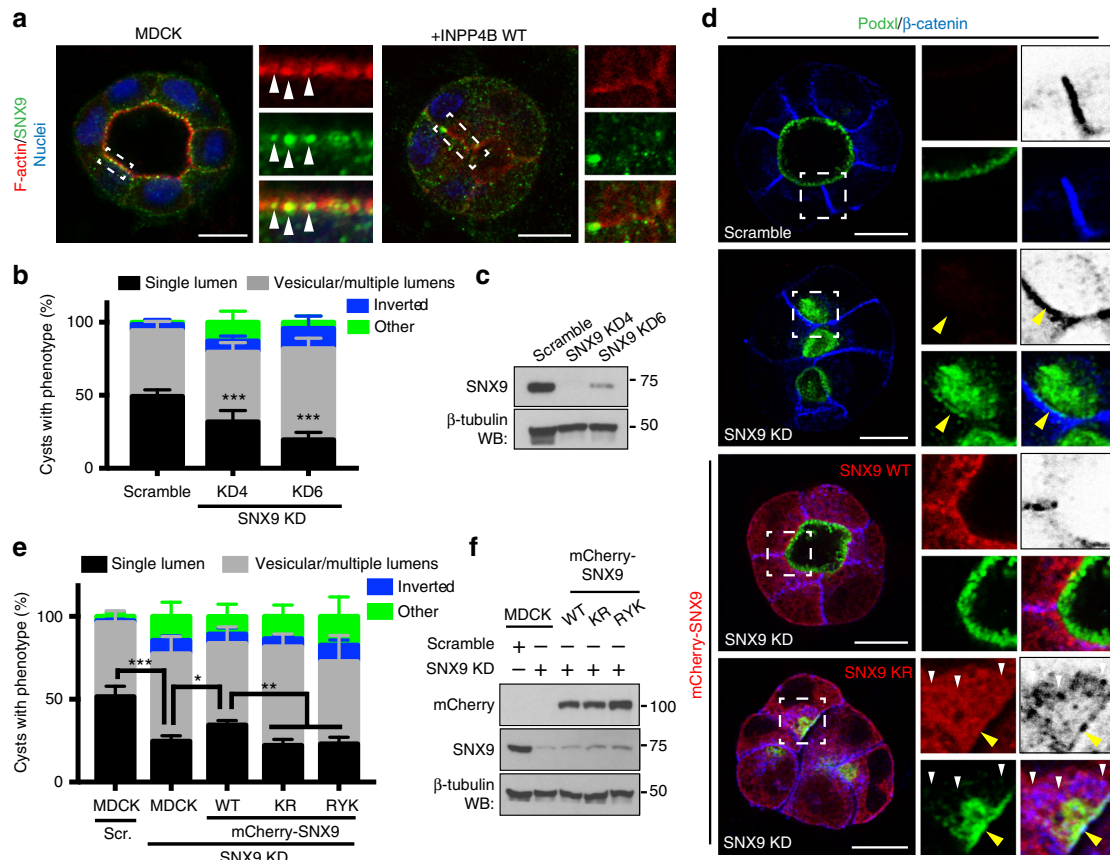 a
MDCK
+INPP4B WT
F-actin/SNX9
Nuclei
b
Single lumen
Vesicular/multiple lumens
Inverted
Other
Cysts with phenotype (%)
100
50
0
***
***
Scramble
KD4
KD6
SNX9 KD
c
Scramble
SNX9 KD4
SNX9 KD6
SNX9
75
β-tubulin
50
WB:
d
Podxl/β-catenin
Scramble
SNX9 KD
SNX9 WT
SNX9 KD
SNX9 KR
SNX9 KD
mCherry-SNX9
e
Single lumen
Vesicular/multiple lumens
Inverted
Other
Cysts with phenotype (%)
100
50
0
***
*
**
MDCK
MDCK
WT
KR
RYK
Scr.
mCherry-SNX9
SNX9 KD
f
mCherry-
SNX9
MDCK
WT
KR
RYK
Scramble
+ – – – –
SNX9 KD
– + + + +
mCherry
100
SNX9
75
β-tubulin
50
WB: